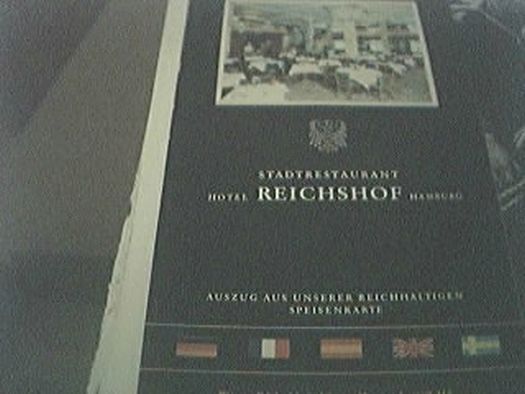 STADTRESTAURANT
HOTEL REICHSHOF HAMBURG
AUSZUG AUS UNSERER REICHHALTIGEN
SPEISENKARTE